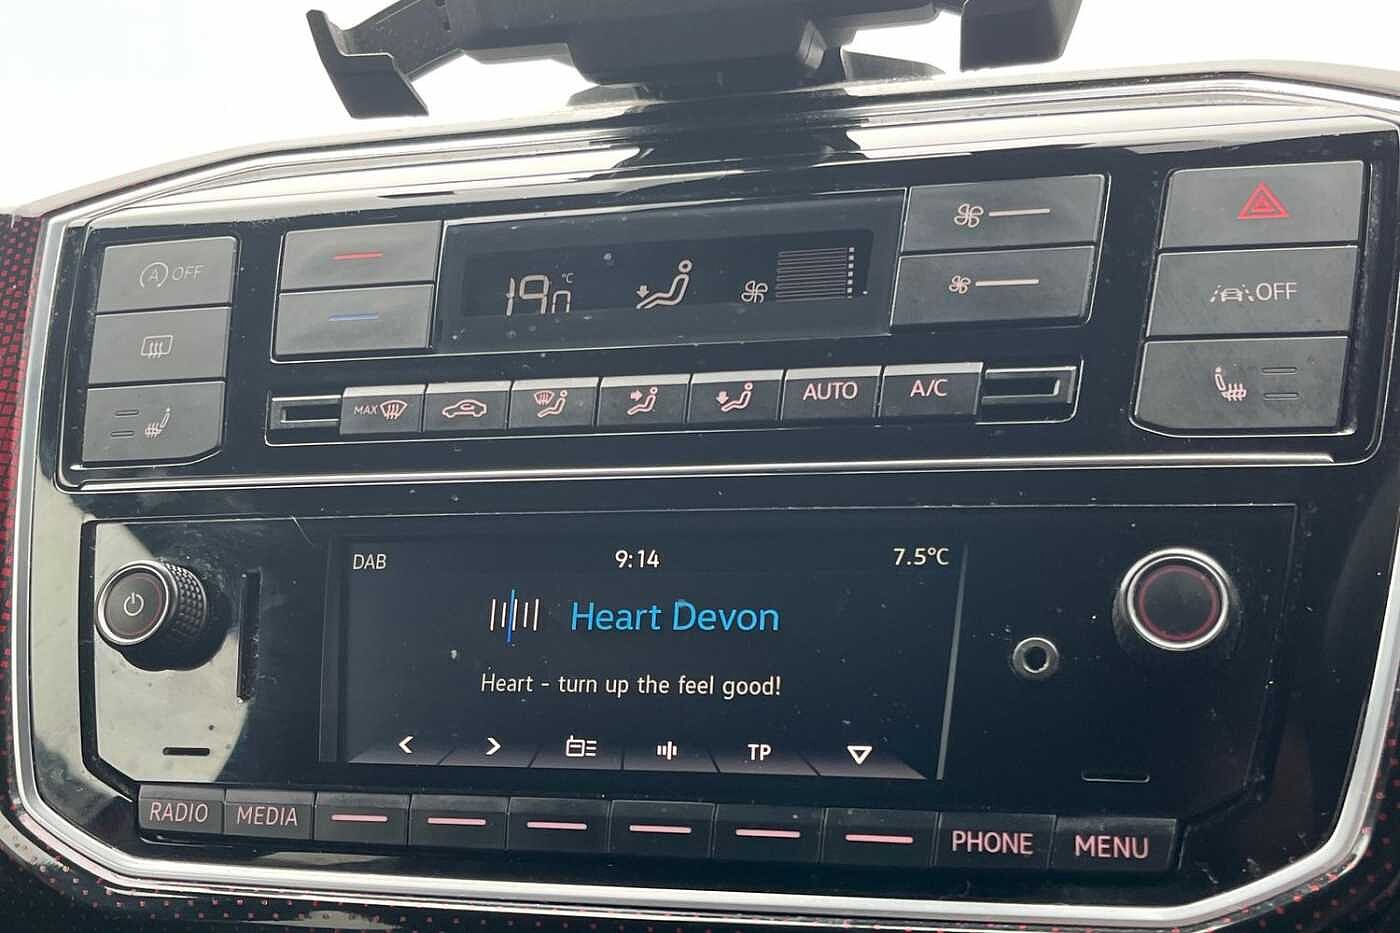 A OFF
19.0 °C
OFF
MAX
AUTO
A/C
DAB
9:14
7.5°C
Heart Devon
Heart - turn up the feel good!
< > TP
RADIO MEDIA PHONE MENU